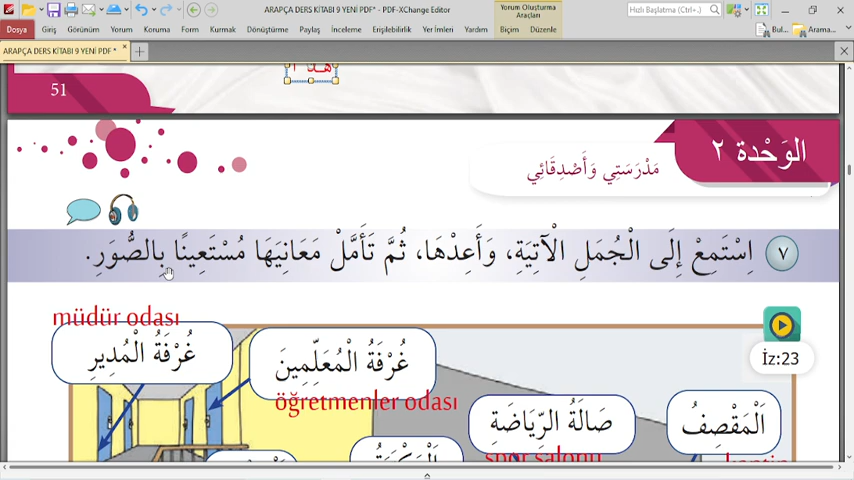 ARAPÇA DERS KİTABI 9 YENİ PDF* - PDF-XChange Editor
Yorum Oluşturma Araçları
Hızlı Başlatma (Ctrl+.)
Dosya Giriş Görünüm Yorum Koruma Form Kurmak Dönüştürme Paylaş İnceleme Erişilebilirlik Yer İmleri Yardım Biçim Düzenle
Bul... Arama...
ARAPÇA DERS KİTABI 9 YENİ PDF *
51
الوَحْدة ٢
مَدْرَسَتِي وَأَصْدِقَائِي
٧ اِسْتَمِعْ إِلَى الْجُمَلِ الْآتِيَةِ، وَأَعِدْهَا، ثُمَّ تَأَمَّلْ مَعَانِيَهَا مُسْتَعِينًا بِالصُّوَرِ.
İz:23
müdür odası
غُرْفَةُ الْمُدِيرِ
غُرْفَةُ الْمُعَلِّمِينَ
öğretmenler odası
صَالَةُ الرِّيَاضَةِ
اَلْمَقْصِفُ
spor salonu